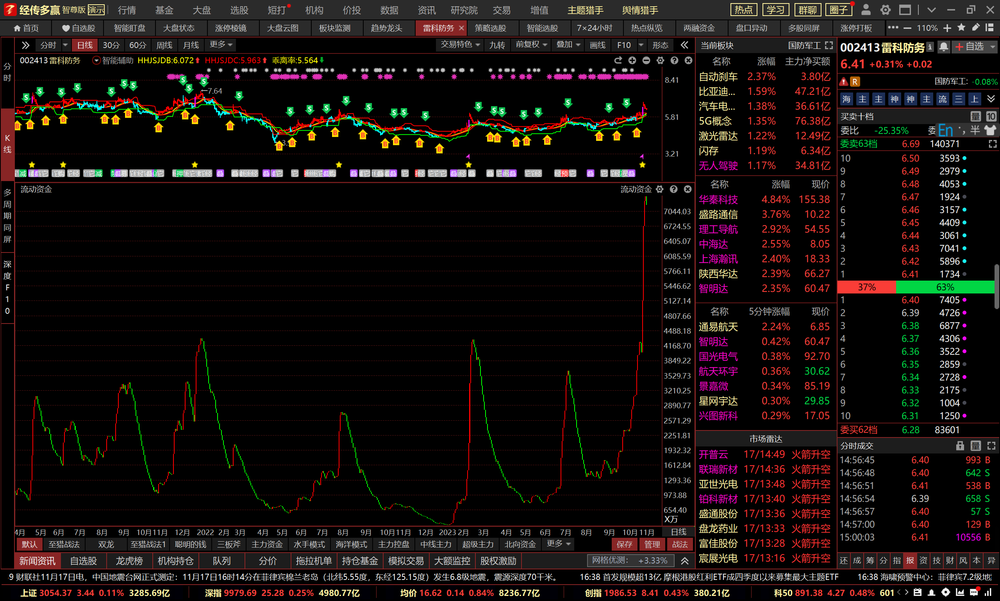 经传多赢 智尊版 演示 行情 基金 大盘 选股 短打 机构 价投 数据 资讯 研究院 交易 增值 主题猎手 舆情猎手 热点 学习 群聊 圈子
首页 自选股 智能盯盘 大盘状态 涨停棱镜 大盘云图 板块监测 趋势龙头 雷科防务 策略选股 智能选股 7×24小时 热点纵览 两融资金 盘口异动 多股同屏 涨停打板 110%
分时 日线 30分 60分 周线 月线 更多 交易特色 九转 前复权 叠加 画线 F10 形态
分时
K线
多周期同屏
深度F10
002413 雷科防务 智能辅助 HHJSJDB:6.072 HHJSJDC:5.963 乖离率:5.564
8.41
7.64
5.81
3.21
流动资金 流动资金
7044.03
6724.55
6405.07
6085.59
5766.11
5446.62
5127.14
4807.66
4488.18
4168.70
3849.22
3529.73
3210.25
2890.77
2571.29
2251.81
1932.32
1612.84
1293.36
973.88
654.40
X万
4月 5月 6月 7月 8月 9月 10月 11月 12月 2022 2月 3月 4月 5月 6月 7月 8月 9月 10月 11月 12月 2023 2月 3月 4月 5月 6月 7月 8月 9月 10月 11月 日线
默认 至猎战法 双龙 至猎战法1 聪明的钱 三板斧 主力资金 水手模式 海洋模式 主力控盘 中线主力 超级主力 北向资金 更多 保存 管理 战法
新闻资讯 自选股 龙虎榜 机构持仓 队列 分价 拖拉机单 持仓基金 模拟交易 大额监控 股权激励 网格优测: +3.33%
当前板块 国防军工
名称 涨幅 主力净买额
自动刹车 2.37% 3.80亿
比亚迪... 1.59% 47.21亿
汽车电... 1.38% 36.61亿
5G概念 1.35% 76.38亿
激光雷达 1.22% 12.49亿
闪存 1.19% 6.34亿
无人驾驶 1.17% 34.81亿
名称 涨幅 现价
华秦科技 4.84% 155.38
盛路通信 3.76% 10.22
理工导航 2.92% 54.55
中海达 2.55% 8.05
上海瀚讯 2.40% 18.33
陕西华达 2.39% 66.27
智明达 2.35% 60.47
名称 5分钟涨幅 现价
通易航天 2.24% 6.85
智明达 0.42% 60.47
国光电气 0.38% 92.70
航天环宇 0.36% 30.62
景嘉微 0.34% 85.19
星网宇达 0.30% 29.85
兴图新科 0.29% 17.05
市场雷达
开普云 17/14:49 火箭升空
联瑞新材 17/14:36 火箭升空
亚世光电 17/13:48 火箭升空
铂科新材 17/13:40 火箭升空
盛通股份 17/13:36 火箭升空
盘龙药业 17/13:33 火箭升空
富佳股份 17/13:28 火箭升空
宸展光电 17/13:16 火箭升空
002413 雷科防务 自选
6.41 +0.31% +0.02
R 国防军工: -0.08%
海 主 主 神 神 主 流 三 上
买卖十档 量 10
委比 -25.35% 委 En 半
委卖63档 6.69 140371
10 6.50 3593
9 6.49 2979
8 6.48 4053
7 6.47 1924
6 6.46 3157
5 6.45 4409
4 6.44 3061
3 6.43 7041
2 6.42 5896
1 6.41 1734
37% 63%
1 6.40 7405
2 6.39 4726
3 6.38 6877
4 6.37 4306
5 6.36 3522
6 6.35 2859
7 6.34 2728
8 6.33 2175
9 6.32 1004
10 6.31 1250
委买62档 6.28 83601
分时成交 量
14:56:45 6.40 993 B
14:56:48 6.40 642 S
14:56:51 6.41 538 B
14:56:54 6.39 658 S
14:56:57 6.40 57 S
14:57:00 6.40 129 B
15:00:03 6.41 10556 B
还 成 筹 分 指 报 资 技 财 风 本 异
9 财联社11月17日电，中国地震台网正式测定：11月17日16时14分在菲律宾棉兰老岛（北纬5.55度，东经125.15度）发生6.8级地震，震源深度70千米。 16:38 首发规模超13亿 摩根港股红利ETF成四季度以来募集最大主题ETF 16:38 海啸预警中心：菲律宾7.2级地
上证 3054.37 3.44 0.11% 3285.69亿 深指 9979.69 25.28 0.25% 4980.77亿 均价 16.62 0.14 0.84% 8236.77亿 创指 1986.53 8.41 0.43% 380.21亿 科50 891.38 4.27 0.48% 601